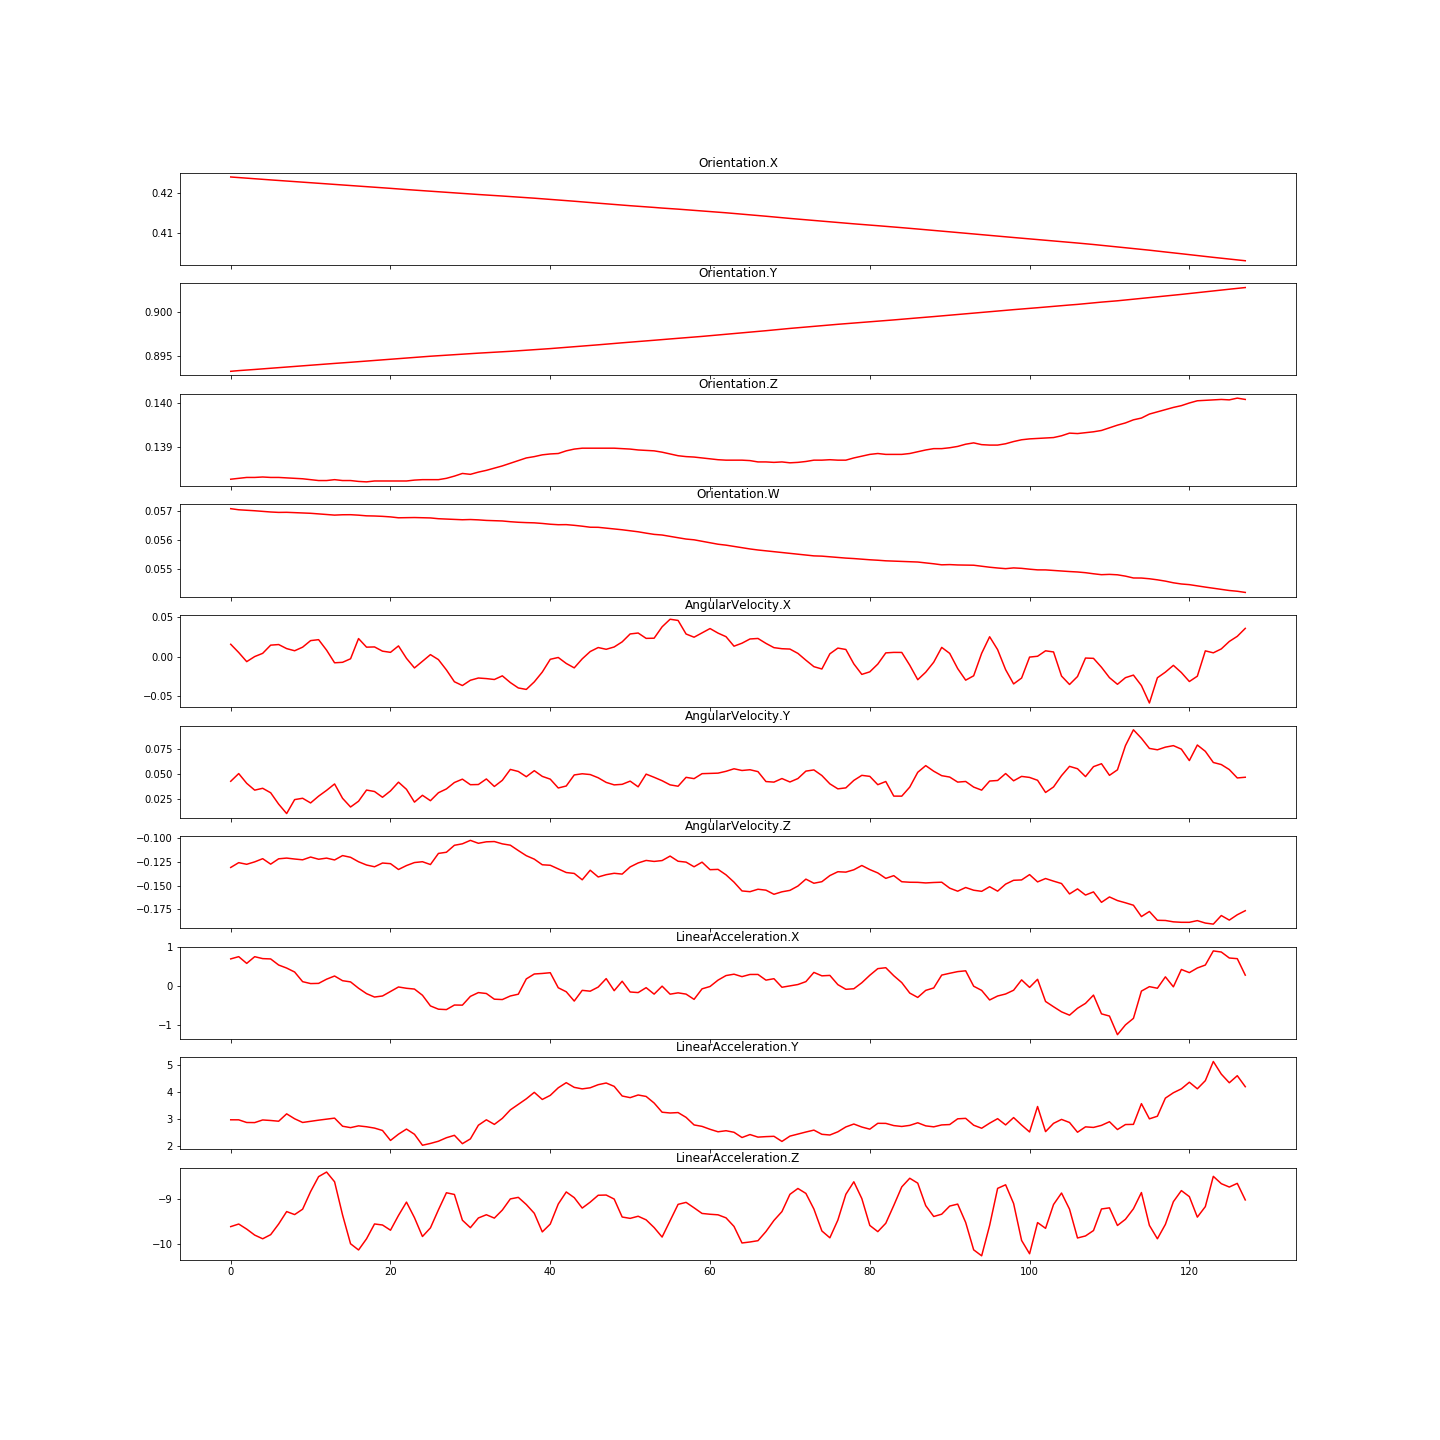 Orientation.X
0.42
0.41
Orientation.Y
0.900
0.895
Orientation.Z
0.140
0.139
Orientation.W
0.057
0.056
0.055
AngularVelocity.X
0.05
0.00
−0.05
AngularVelocity.Y
0.075
0.050
0.025
AngularVelocity.Z
−0.100
−0.125
−0.150
−0.175
LinearAcceleration.X
1
0
−1
LinearAcceleration.Y
5
4
3
2
LinearAcceleration.Z
−9
−10
0 20 40 60 80 100 120